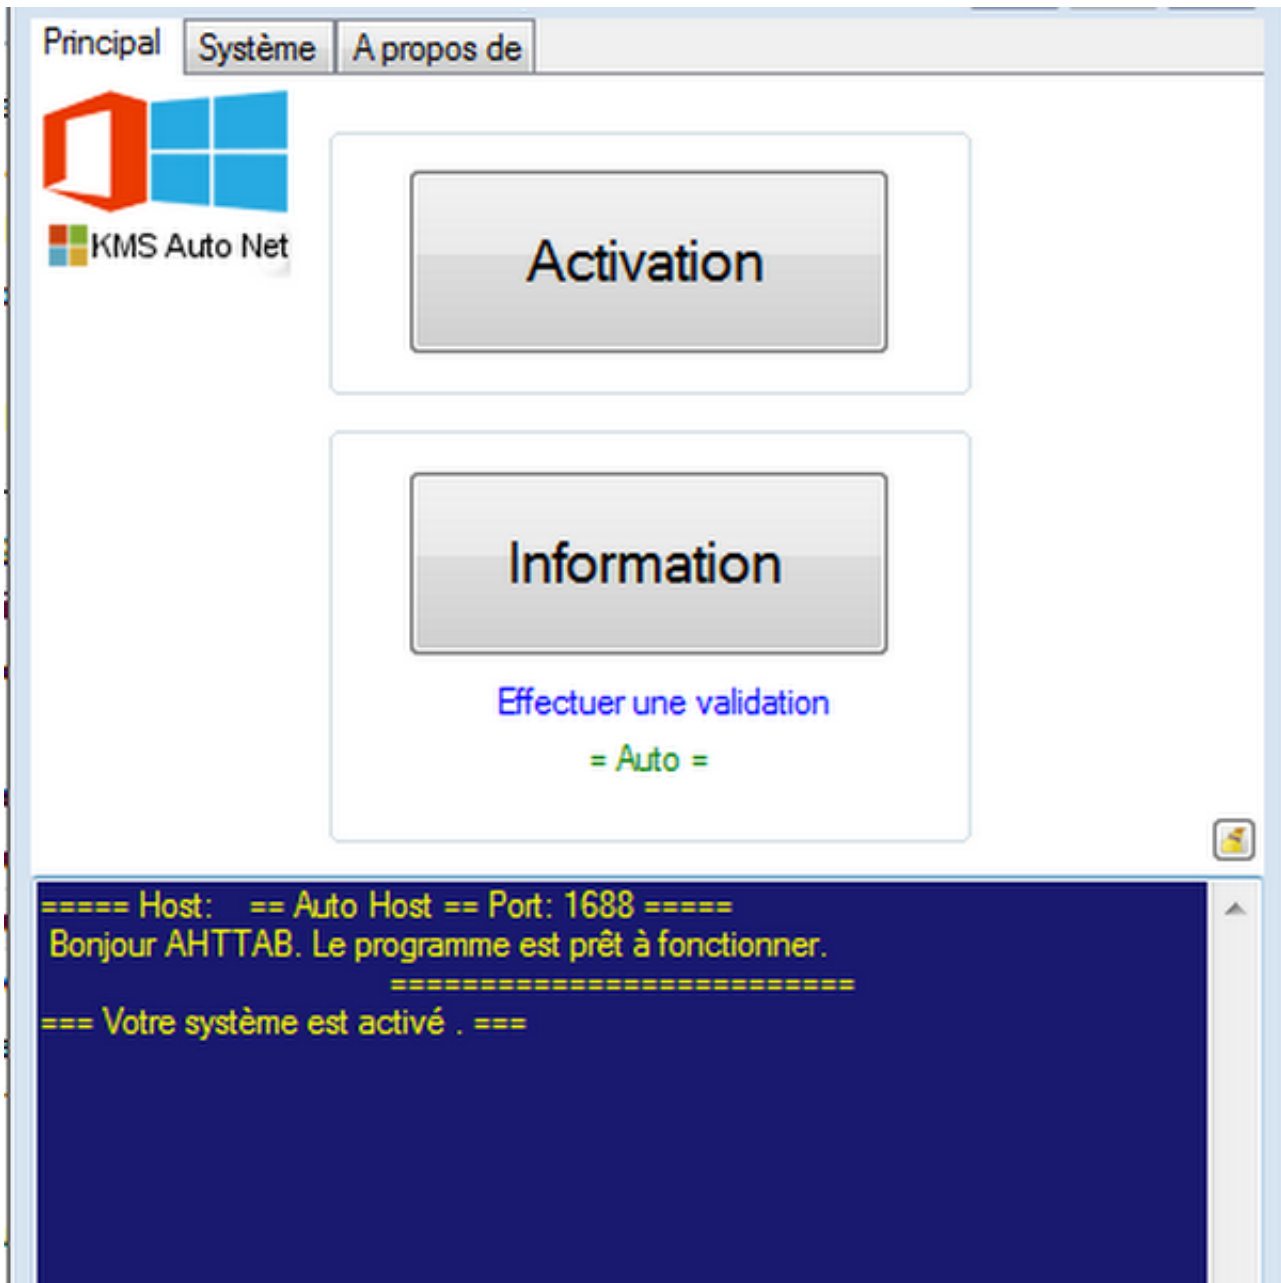 Principal Système A propos de
KMS Auto Net
Activation
Information
Effectuer une validation
= Auto =
===== Host: == Auto Host == Port: 1688 =====
Bonjour AHTTAB. Le programme est prêt à fonctionner.
==========================
=== Votre système est activé . ===